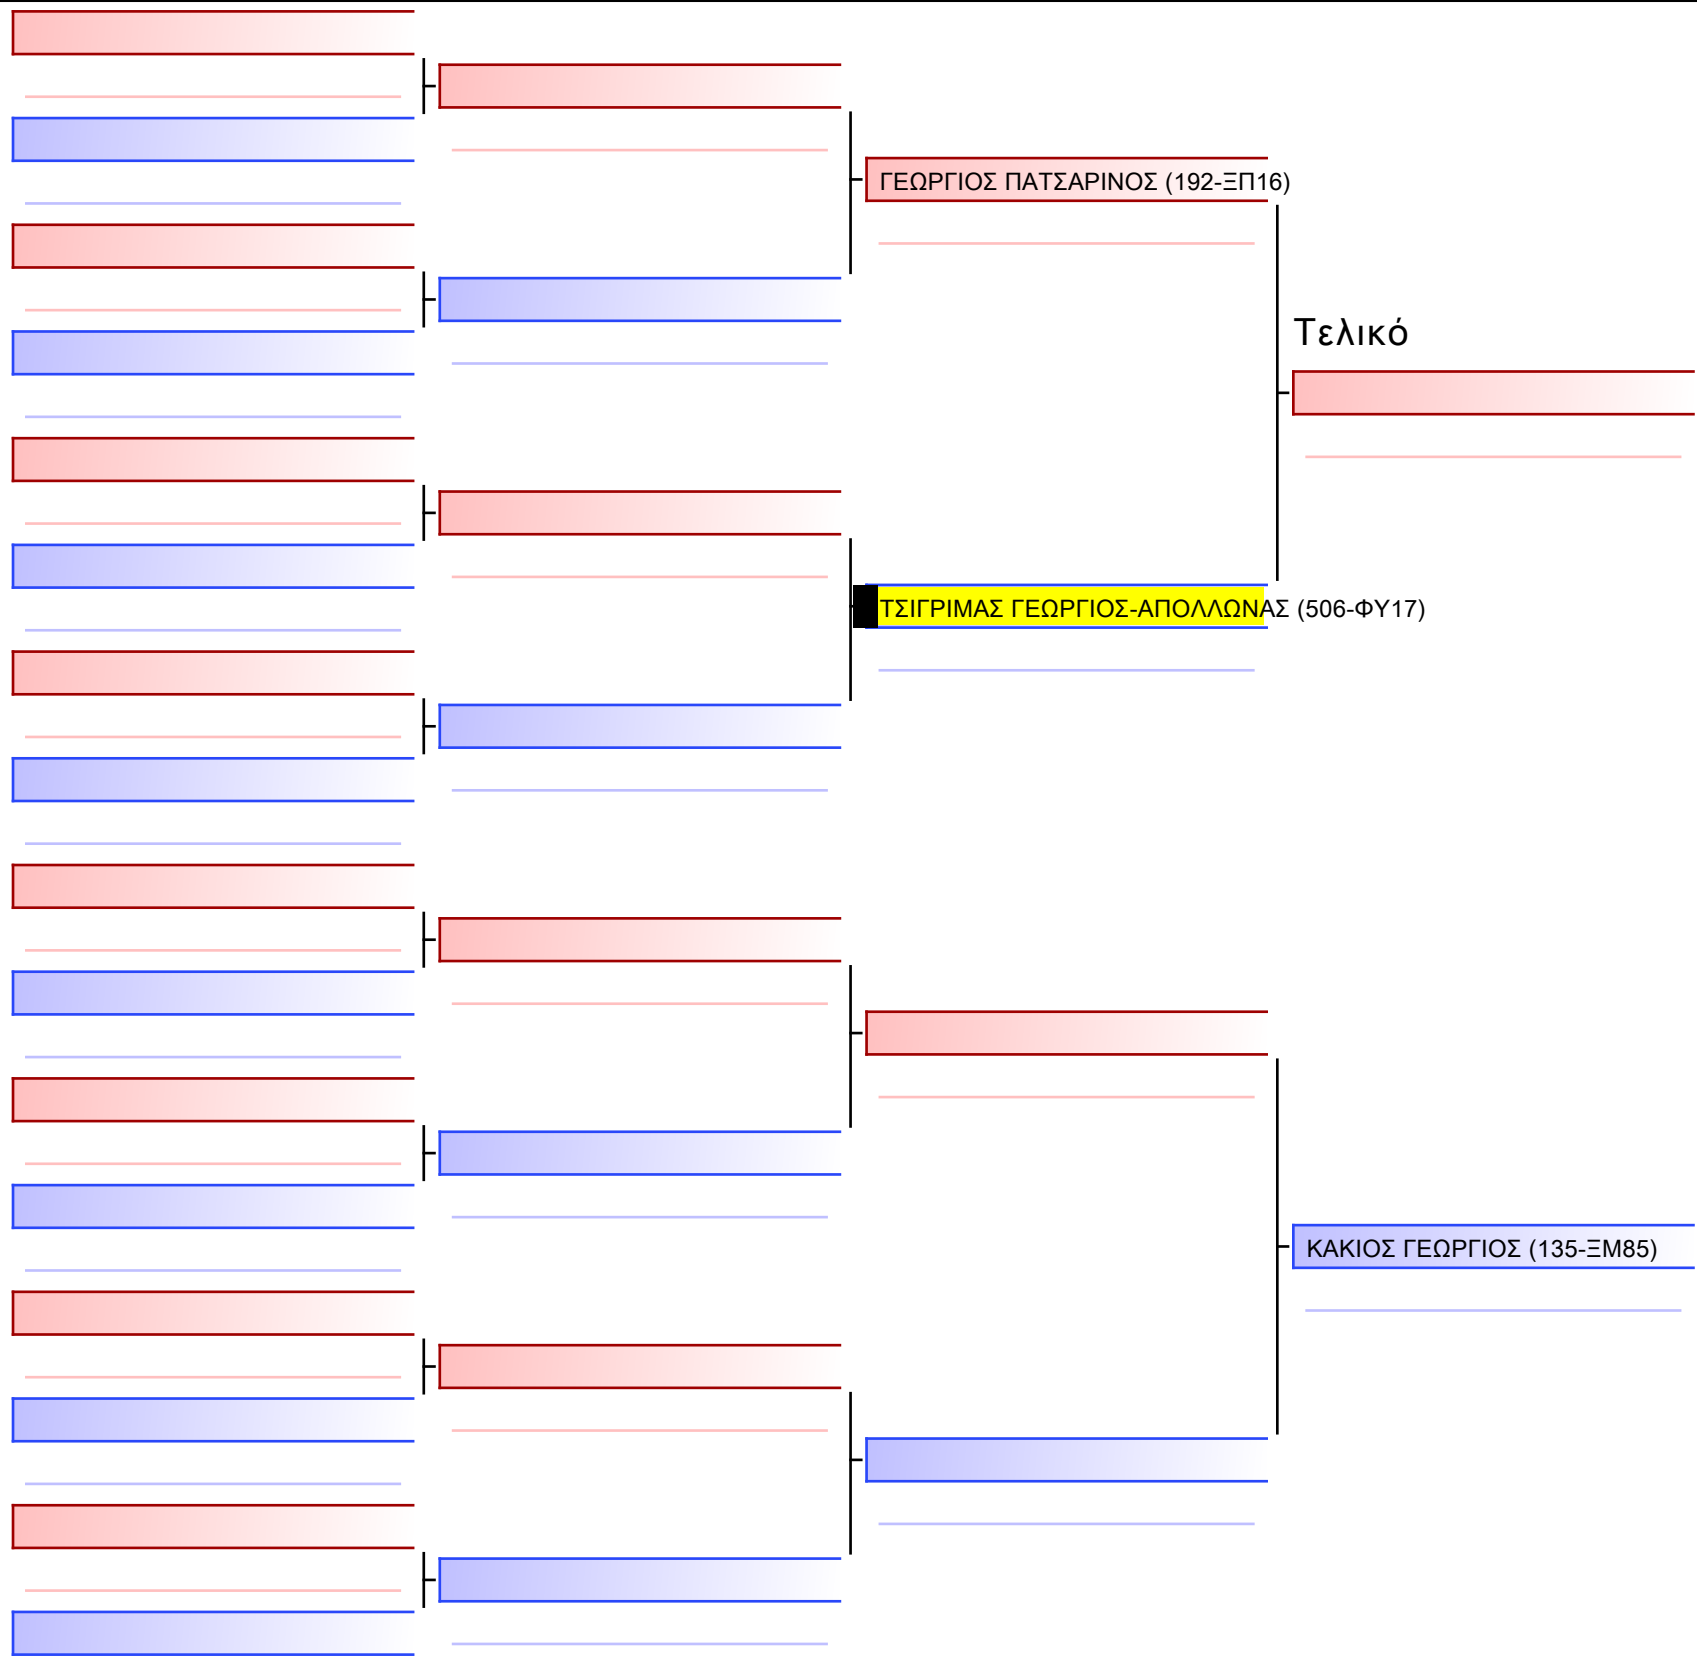 ΓΕΩΡΓΙΟΣ ΠΑΤΣΑΡΙΝΟΣ (192-ΞΠ16)
Τελικό
ΤΣΙΓΡΙΜΑΣ ΓΕΩΡΓΙΟΣ-ΑΠΟΛΛΩΝΑΣ (506-ΦΥ17)
ΚΑΚΙΟΣ ΓΕΩΡΓΙΟΣ (135-ΞΜ85)